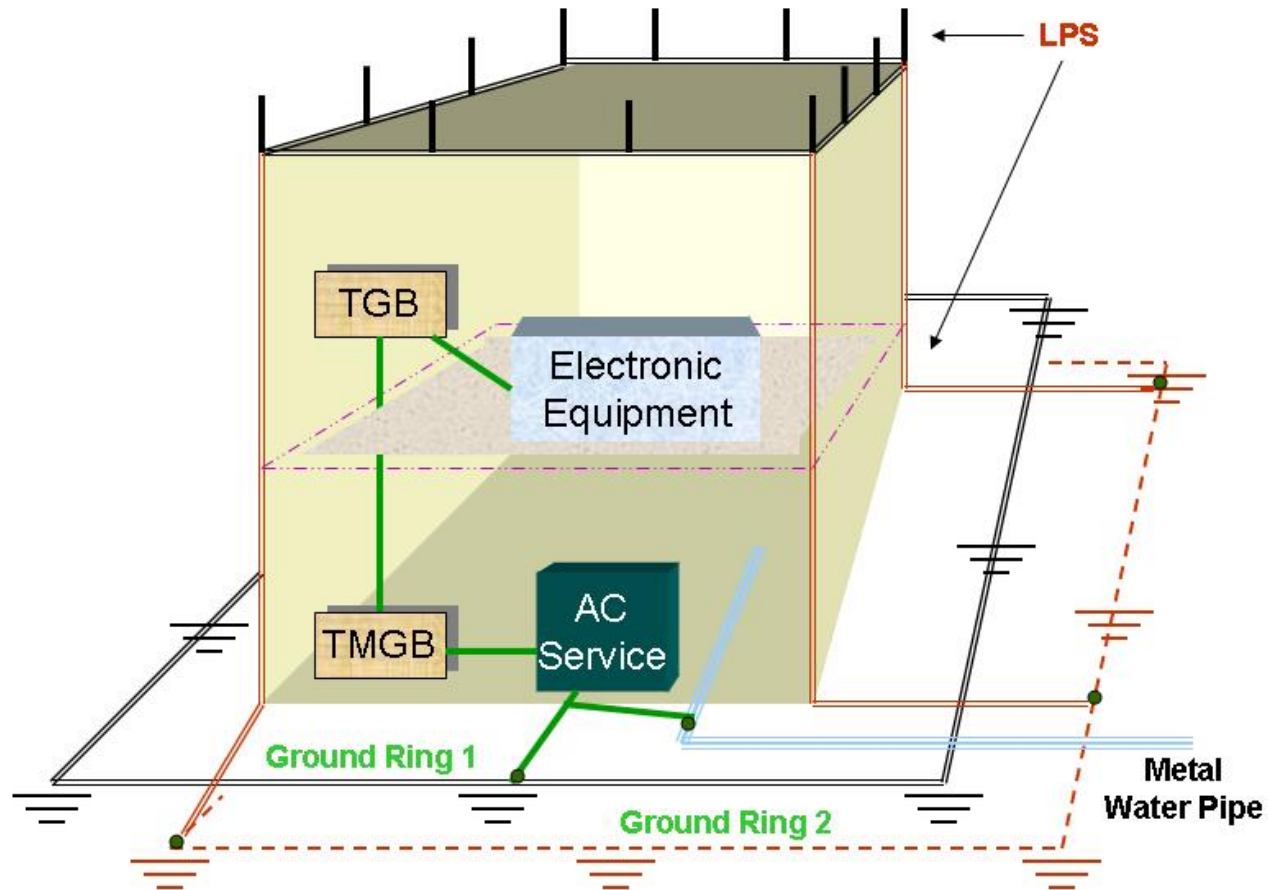 LPS
TGB
Electronic
Equipment
TMGB
AC
Service
Ground Ring 1
Metal
Water Pipe
Ground Ring 2